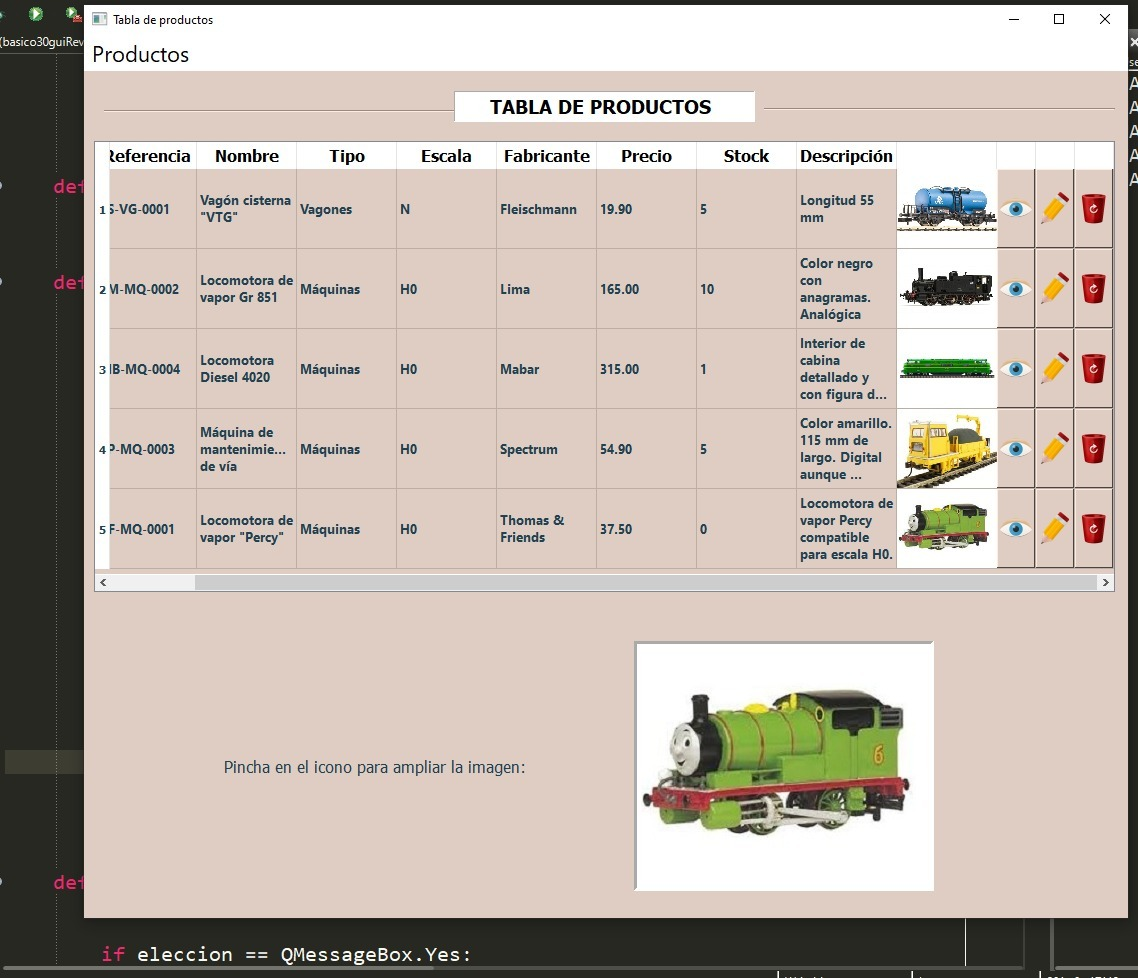 Tabla de productos
(basico30guiRev
Productos
TABLA DE PRODUCTOS
Referencia Nombre Tipo Escala Fabricante Precio Stock Descripción
1 S-VG-0001 Vagón cisterna "VTG" Vagones N Fleischmann 19.90 5 Longitud 55 mm
2 M-MQ-0002 Locomotora de vapor Gr 851 Máquinas H0 Lima 165.00 10 Color negro con anagramas. Analógica
3 B-MQ-0004 Locomotora Diesel 4020 Máquinas H0 Mabar 315.00 1 Interior de cabina detallado y con figura d...
4 P-MQ-0003 Máquina de mantenimie... de vía Máquinas H0 Spectrum 54.90 5 Color amarillo. 115 mm de largo. Digital aunque ...
5 F-MQ-0001 Locomotora de vapor "Percy" Máquinas H0 Thomas & Friends 37.50 0 Locomotora de vapor Percy compatible para escala H0.
Pincha en el icono para ampliar la imagen:
6
def
def
def
if eleccion == QMessageBox.Yes: